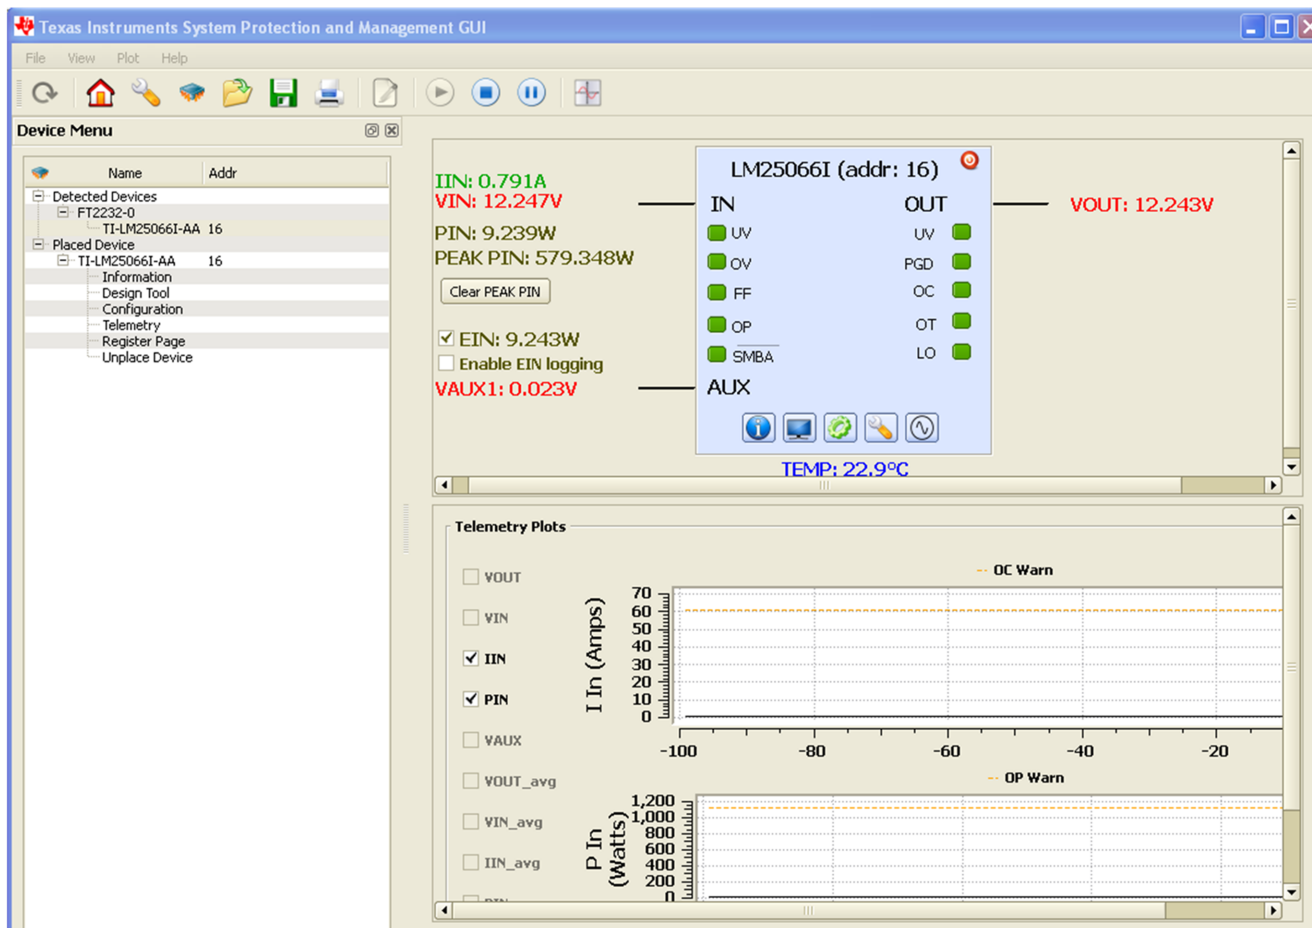 Texas Instruments System Protection and Management GUI
File View Plot Help
Device Menu
Name Addr
Detected Devices
FT2232-0
TI-LM25066I-AA 16
Placed Device
TI-LM25066I-AA 16
Information
Design Tool
Configuration
Telemetry
Register Page
Unplace Device
IIN: 0.791A
VIN: 12.247V
PIN: 9.239W
PEAK PIN: 579.348W
Clear PEAK PIN
EIN: 9.243W
Enable EIN logging
VAUX1: 0.023V
LM25066I (addr: 16)
IN OUT
UV UV
OV PGD
FF OC
OP OT
SMBA LO
AUX
VOUT: 12.243V
TEMP: 22.9°C
Telemetry Plots
VOUT
VIN
IIN
PIN
VAUX
VOUT_avg
VIN_avg
IIN_avg
OC Warn
I In (Amps)
70
60
50
40
30
20
10
0
-100 -80 -60 -40 -20
OP Warn
P In
(Watts)
1,200
1,000
800
600
400
200
0